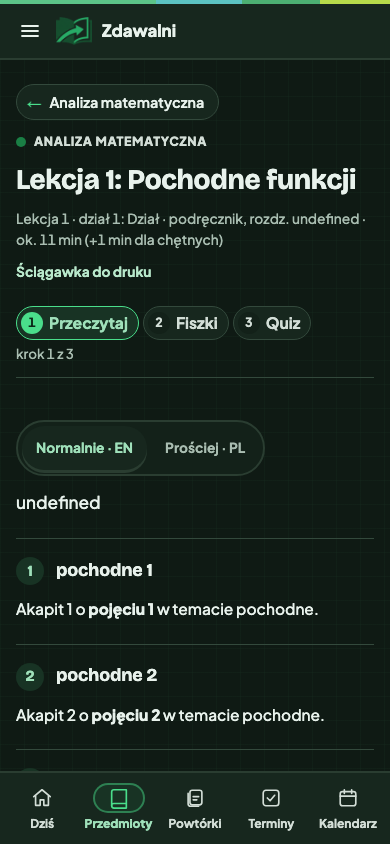 Zdawalni
← Analiza matematyczna
ANALIZA MATEMATYCZNA
Lekcja 1: Pochodne funkcji
Lekcja 1 · dział 1: Dział · podręcznik, rozdz. undefined ·
ok. 11 min (+1 min dla chętnych)
Ściągawka do druku
1 Przeczytaj 2 Fiszki 3 Quiz
krok 1 z 3
Normalnie · EN Prościej · PL
undefined
1 pochodne 1
Akapit 1 o pojęciu 1 w temacie pochodne.
2 pochodne 2
Akapit 2 o pojęciu 2 w temacie pochodne.
Dziś Przedmioty Powtórki Terminy Kalendarz